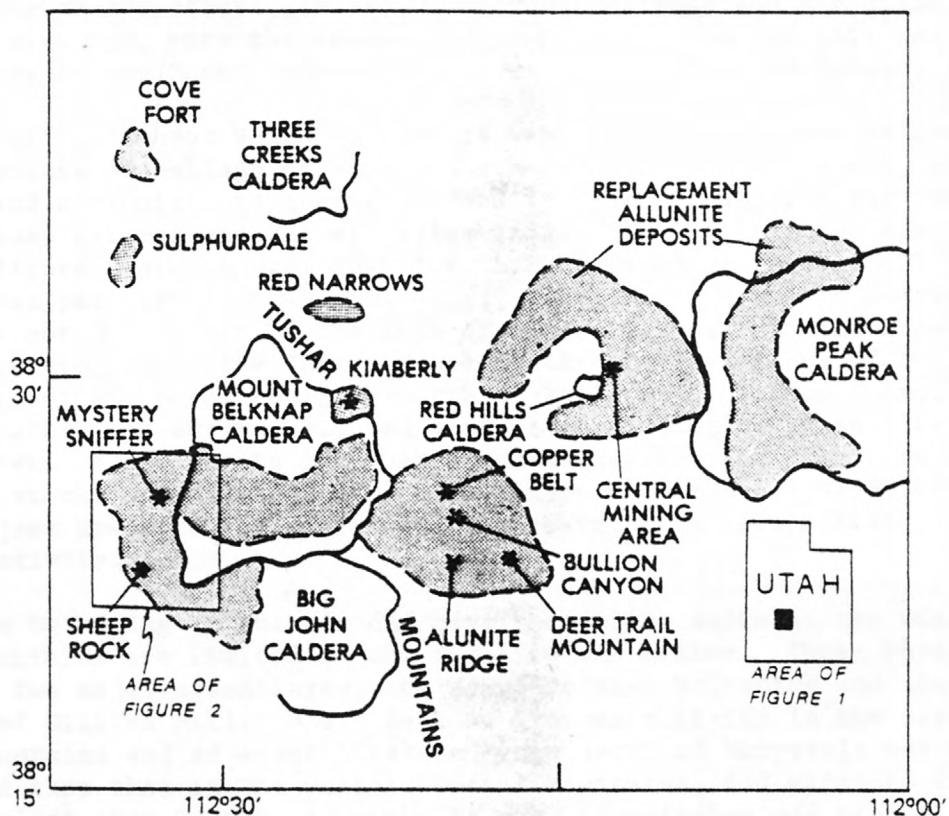 COVE
FORT
THREE
CREEKS
CALDERA
REPLACEMENT
ALLUNITE
DEPOSITS
SULPHURDALE
RED NARROWS
TUSHAR
MONROE
PEAK
CALDERA
38°
30'
KIMBERLY
MOUNT
BELKNAP
CALDERA
RED HILLS
CALDERA
MYSTERY
SNIFFER
COPPER
BELT
CENTRAL
MINING
AREA
BULLION
CANYON
UTAH
BIG
JOHN
CALDERA
MOUNTAINS
SHEEP
ROCK
ALUNITE
RIDGE
DEER TRAIL
MOUNTAIN
AREA OF
FIGURE 2
AREA OF
FIGURE 1
38°
15'
112°30'
112°00'